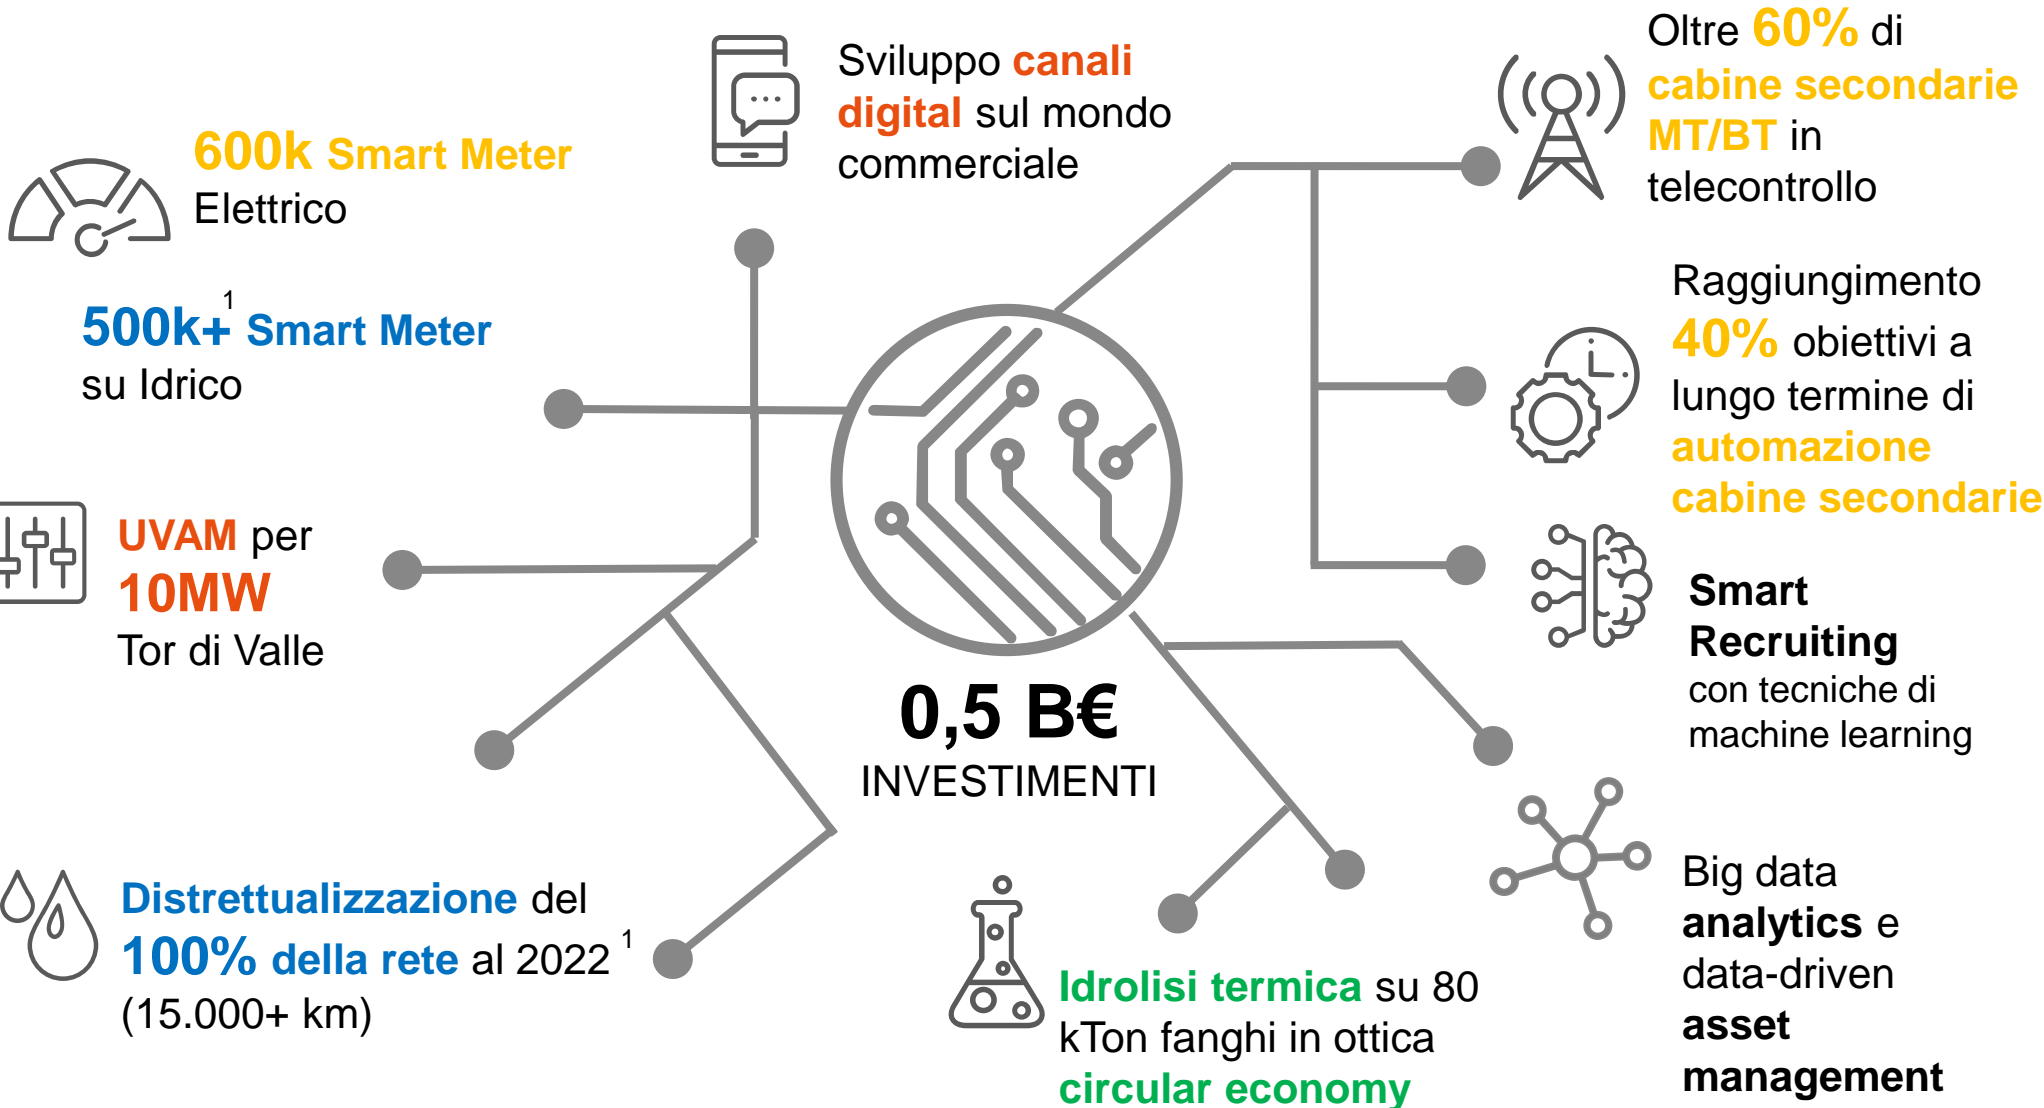 600k Smart Meter
Elettrico
500k+ 1 Smart Meter
su Idrico
UVAM per
10MW
Tor di Valle
Distrettualizzazione del
100% della rete al 2022 1
(15.000+ km)
Sviluppo canali
digital sul mondo
commerciale
0,5 B€
INVESTIMENTI
Idrolisi termica su 80
kTon fanghi in ottica
circular economy
Oltre 60% di
cabine secondarie
MT/BT in
telecontrollo
Raggiungimento
40% obiettivi a
lungo termine di
automazione
cabine secondarie
Smart
Recruiting
con tecniche di
machine learning
Big data
analytics e
data-driven
asset
management